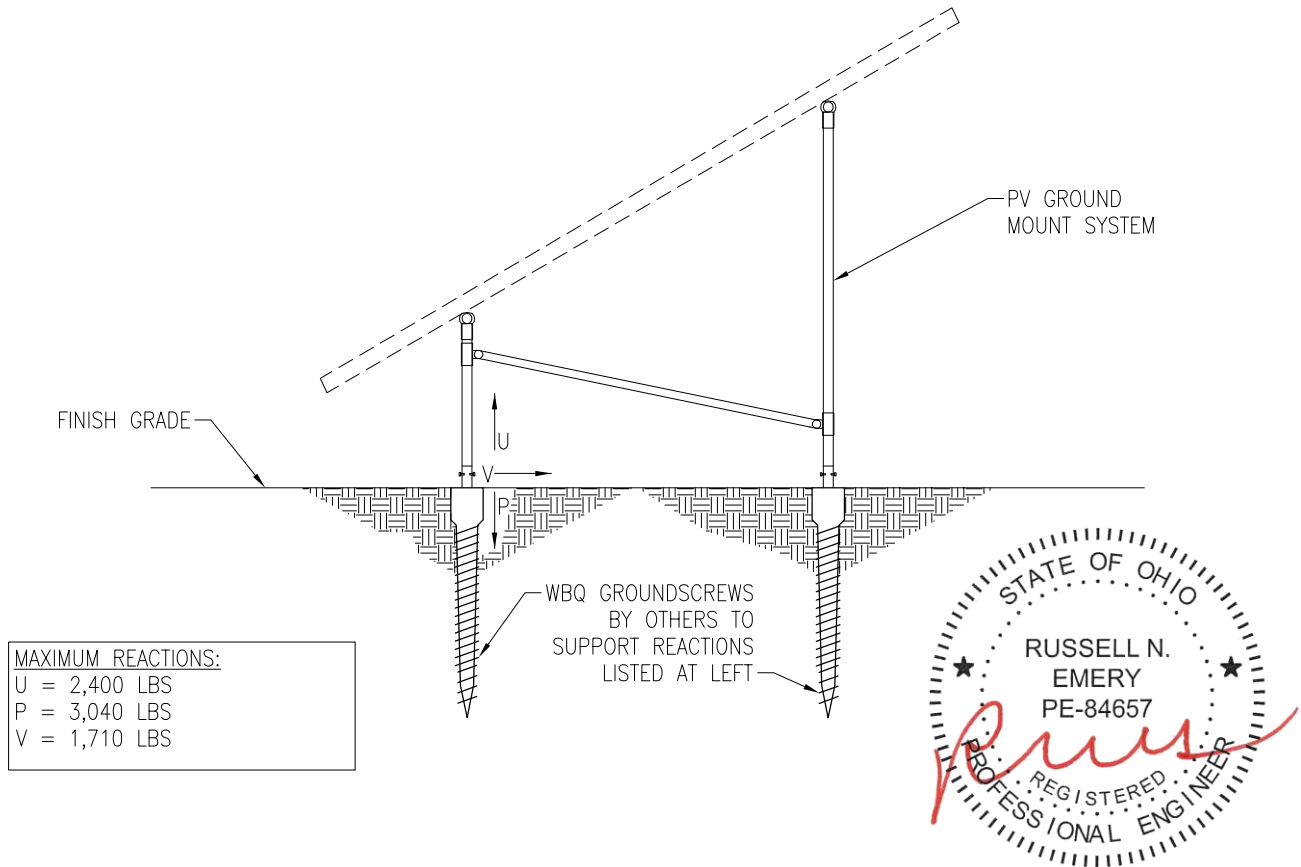 PV GROUND
MOUNT SYSTEM
FINISH GRADE
U
V
P
WBQ GROUNDSCREWS
BY OTHERS TO
SUPPORT REACTIONS
LISTED AT LEFT
MAXIMUM REACTIONS:
U = 2,400 LBS
P = 3,040 LBS
V = 1,710 LBS
STATE OF OHIO
RUSSELL N.
EMERY
PE-84657
REGISTERED
PROFESSIONAL ENGINEER